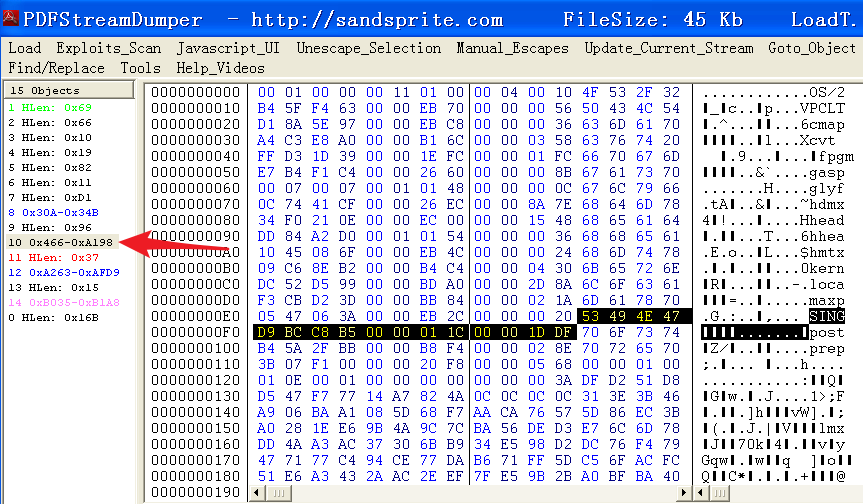 PDFStreamDumper - http://sandsprite.com FileSize: 45 Kb LoadT.
Load Exploits_Scan Javascript_UI Unescape_Selection Manual_Escapes Update_Current_Stream Goto_Object
Find/Replace Tools Help_Videos
15 Objects
1 HLen: 0x69
2 HLen: 0x66
3 HLen: 0x10
4 HLen: 0x19
5 HLen: 0x82
6 HLen: 0x11
7 HLen: 0xD1
8 0x30A-0x34B
9 HLen: 0x96
10 0x466-0xA198
11 HLen: 0x37
12 0xA263-0xAFD9
13 HLen: 0x15
14 0xB035-0xB1A8
0 HLen: 0x16B
0000000000 00 01 00 00 00 11 01 00 00 04 00 10 4F 53 2F 32 ............OS/2
0000000010 B4 5F F4 63 00 00 EB 70 00 00 00 56 50 43 4C 54 _ c p...VPCLT
0000000020 D1 8A 5E 97 00 00 EB C8 00 00 00 36 63 6D 61 70 .^ ...6cmap
0000000030 A4 C3 E8 A0 00 00 B1 6C 00 00 03 58 63 76 74 20 l...Xcvt
0000000040 FF D3 1D 39 00 00 1E FC 00 00 01 FC 66 70 67 6D .9... fpgm
0000000050 E7 B4 F1 C4 00 00 26 60 00 00 00 8B 67 61 73 70 ..&`... gasp
0000000060 00 07 00 07 00 01 01 48 00 00 00 0C 67 6C 79 66 .......H....glyf
0000000070 0C 74 41 CF 00 00 26 EC 00 00 8A 7E 68 64 6D 78 .tA ..& .. ~hdmx
0000000080 34 F0 21 0E 00 00 EC 00 00 00 15 48 68 65 61 64 4 !... ....Hhead
0000000090 DD 84 A2 D0 00 01 01 54 00 00 00 36 68 68 65 61 ...T...6hhea
A0 10 45 08 6F 00 00 EB 4C 00 00 00 24 68 6D 74 78 .E.o.. L...$hmtx
00000000B0 09 C6 8E B2 00 00 B4 C4 00 00 04 30 6B 65 72 6E ...0kern
00000000C0 DC 52 D5 99 00 00 BD A0 00 00 2D 8A 6C 6F 63 61 R .. ..- loca
00000000D0 F3 CB D2 3D 00 00 BB 84 00 00 02 1A 6D 61 78 70 =.. ....maxp
00000000E0 05 47 06 3A 00 00 EB 2C 00 00 00 20 53 49 4E 47 .G.:.. ,... SING
00000000F0 D9 BC C8 B5 00 00 01 1C 00 00 1D DF 70 6F 73 74 post
0000000100 B4 5A 2F BB 00 00 B8 F4 00 00 02 8E 70 72 65 70 Z/ .. .. prep
0000000110 3B 07 F1 00 00 00 20 F8 00 00 05 68 00 00 01 00 ;. ... ...h....
0000000120 01 0E 00 01 00 00 00 00 00 00 00 3A DF D2 51 D8 ...........: Q
0000000130 D5 47 F7 77 14 A7 82 4A 0C 0C 0C 0C 31 3E 3B 46 G w. J....1>;F
0000000140 A9 06 BA A1 08 5D 68 F7 AA CA 76 57 5D 86 EC 3B . .]h vW] ;
0000000150 A0 28 1E E6 9B 4A 9C 7C BA 56 DE D3 E7 6C 6D 78 (. J | V lmx
0000000160 DD 4A A3 AC 37 30 6B B9 34 E5 98 D2 DC 76 F4 79 J 70k 4 v y
0000000170 47 71 77 C4 94 CE 77 DA B6 71 FF 5D C5 6F AC FC Gqw w q ] o
0000000180 51 E6 A3 43 2A AC 2E EF 7F E5 9B 2B A0 BF BA 40 Q C* . . + @
0000000190